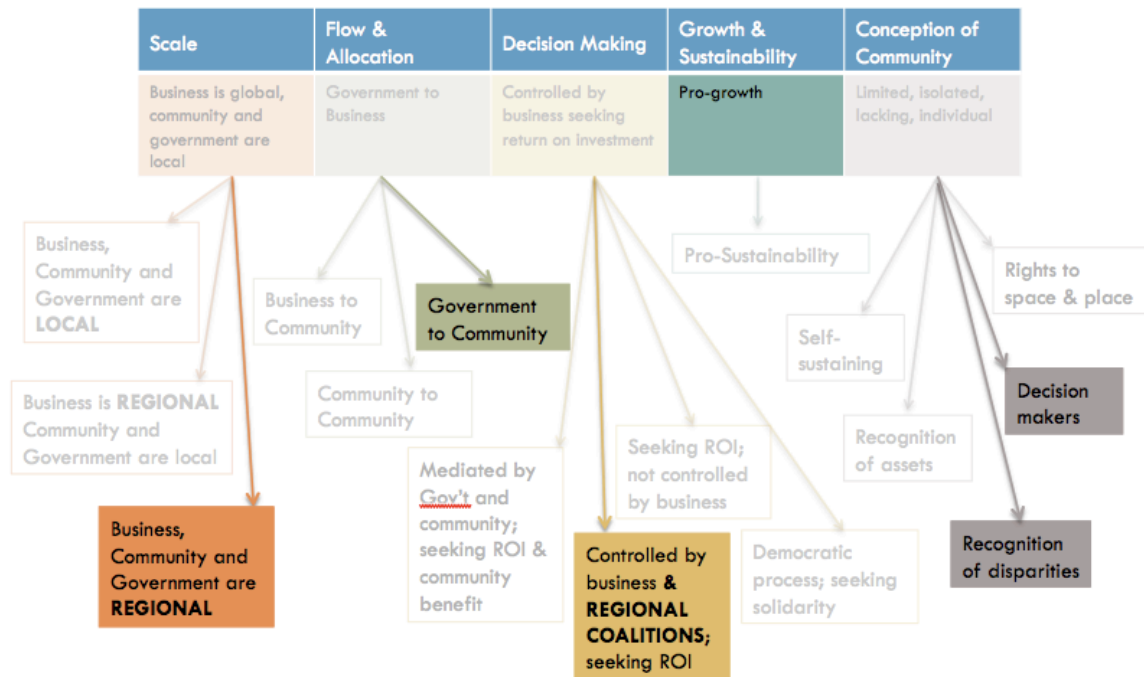 Scale
Flow &
Allocation
Decision Making
Growth &
Sustainability
Conception of
Community
Business is global,
community and
government are
local
Government to
Business
Controlled by
business seeking
return on investment
Pro-growth
Limited, isolated,
lacking, individual
Business,
Community and
Government are
LOCAL
Business is REGIONAL
Community and
Government are local
Business,
Community and
Government are
REGIONAL
Business to
Community
Community to
Community
Government
to Community
Mediated by
Gov't and
community;
seeking ROI &
community
benefit
Controlled by
business &
REGIONAL
COALITIONS;
seeking ROI
Seeking ROI;
not controlled
by business
Democratic
process; seeking
solidarity
Pro-Sustainability
Self-
sustaining
Recognition
of assets
Recognition
of disparities
Decision
makers
Rights to
space & place